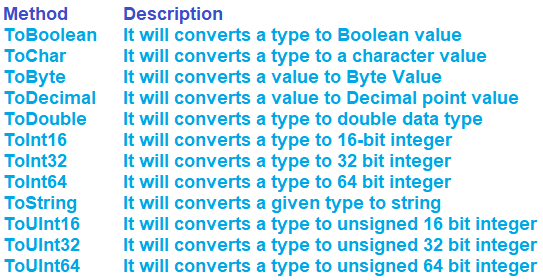 Method Description
ToBoolean It will converts a type to Boolean value
ToChar It will converts a type to a character value
ToByte It will converts a value to Byte Value
ToDecimal It will converts a value to Decimal point value
ToDouble It will converts a type to double data type
ToInt16 It will converts a type to 16-bit integer
ToInt32 It will converts a type to 32 bit integer
ToInt64 It will converts a type to 64 bit integer
ToString It will converts a given type to string
ToUInt16 It will converts a type to unsigned 16 bit integer
ToUInt32 It will converts a type to unsigned 32 bit integer
ToUInt64 It will converts a type to unsigned 64 bit integer